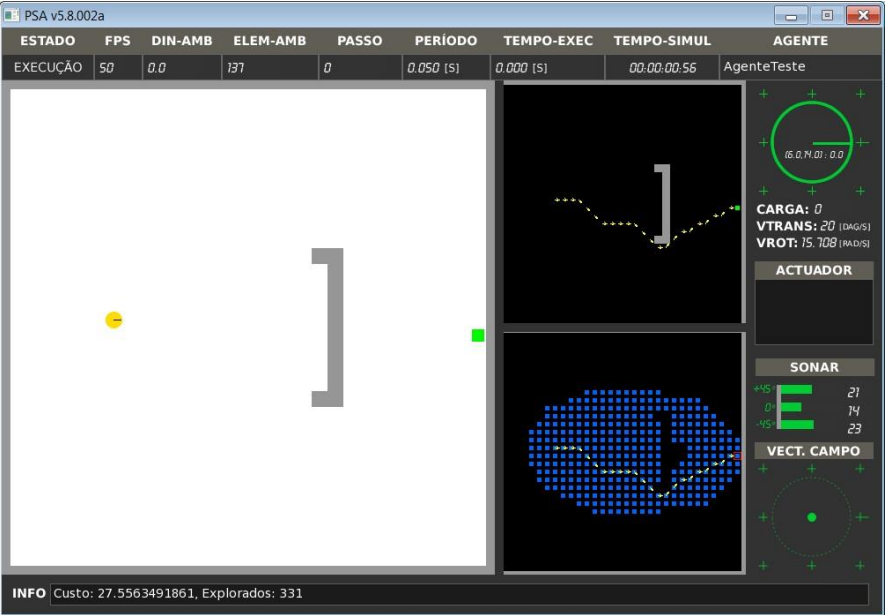 PSA v5.8.002a
ESTADO FPS DIN-AMB ELEM-AMB PASSO PERÍODO TEMPO-EXEC TEMPO-SIMUL AGENTE
EXECUÇÃO 50 0.0 137 0 0.050 [S] 0.000 [S] 00:00:00:56 AgenteTeste
(6.0,14.0) : 0.0
CARGA: 0
VTRANS: 20 [DAG/S]
VROT: 15.708 [RAD/S]
ACTUADOR
SONAR
+45º 21
0º 14
-45º 23
VECT. CAMPO
INFO Custo: 27.5563491861, Explorados: 331